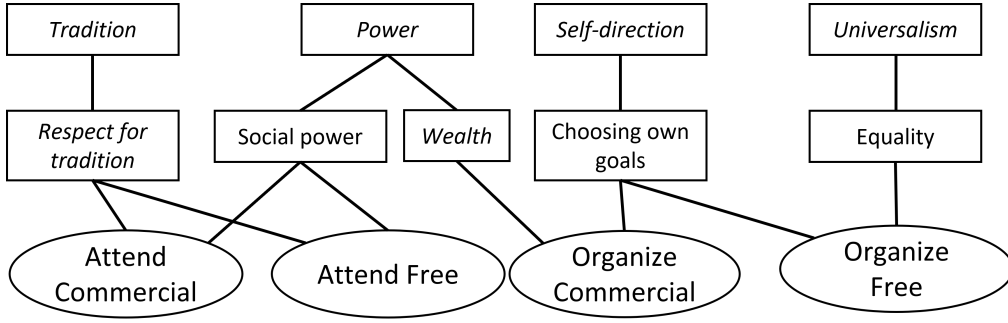 Tradition
Power
Self-direction
Universalism
Respect for
tradition
Social power
Wealth
Choosing own
goals
Equality
Attend
Commercial
Attend Free
Organize
Commercial
Organize
Free